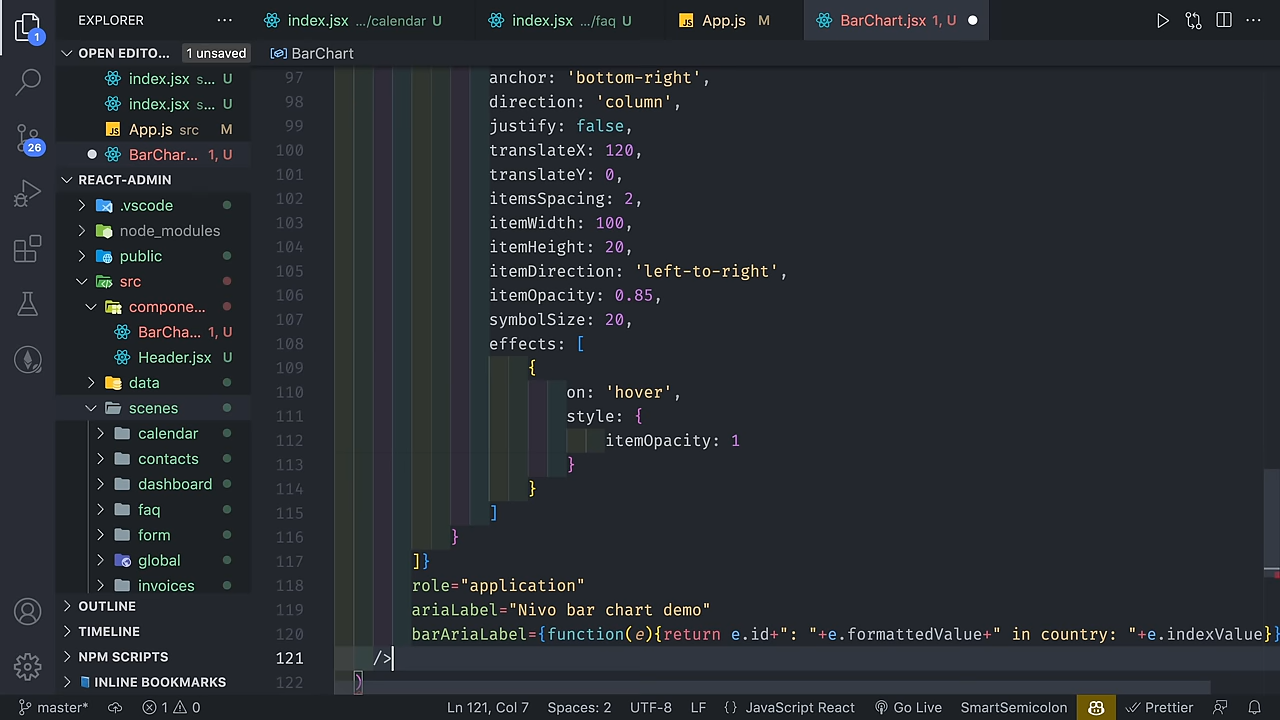 EXPLORER
index.jsx .../calendar U
index.jsx .../faq U
JS App.js M
BarChart.jsx 1, U
1
OPEN EDITO... 1 unsaved
BarChart
index.jsx s... U
index.jsx s... U
JS App.js src M
BarChar... 1, U
REACT-ADMIN
.vscode
node_modules
public
src
compone...
BarCha... 1, U
Header.jsx U
data
scenes
calendar
contacts
dashboard
faq
form
global
invoices
OUTLINE
TIMELINE
NPM SCRIPTS
INLINE BOOKMARKS
26
97 anchor: 'bottom-right',
98 direction: 'column',
99 justify: false,
100 translateX: 120,
101 translateY: 0,
102 itemsSpacing: 2,
103 itemWidth: 100,
104 itemHeight: 20,
105 itemDirection: 'left-to-right',
106 itemOpacity: 0.85,
107 symbolSize: 20,
108 effects: [
109 {
110 on: 'hover',
111 style: {
112 itemOpacity: 1
113 }
114 }
115 ]
116 }
117 ]}
118 role="application"
119 ariaLabel="Nivo bar chart demo"
120 barAriaLabel={function(e){return e.id+": "+e.formattedValue+" in country: "+e.indexValue}}
121 />
122 )
master* 1 0 Ln 121, Col 7 Spaces: 2 UTF-8 LF {} JavaScript React Go Live SmartSemicolon Prettier